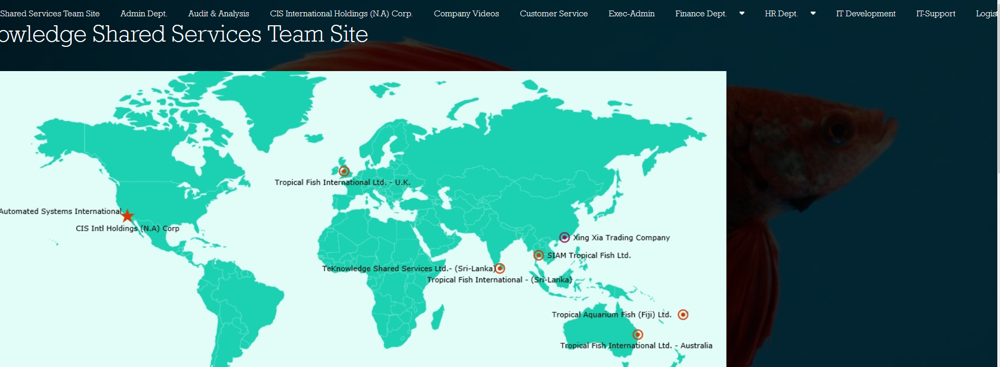 Shared Services Team Site Admin Dept. Audit & Analysis CIS International Holdings (N.A) Corp. Company Videos Customer Service Exec-Admin Finance Dept. HR Dept. IT Development IT-Support Logist
owledge Shared Services Team Site
Tropical Fish International Ltd. - U.K.
Automated Systems International
CIS Intl Holdings (N.A) Corp
Xing Xia Trading Company
SIAM Tropical Fish Ltd.
TeKnowledge Shared Services Ltd.- (Sri-Lanka)
Tropical Fish International - (Sri-Lanka)
Tropical Aquarium Fish (Fiji) Ltd.
Tropical Fish International Ltd. - Australia